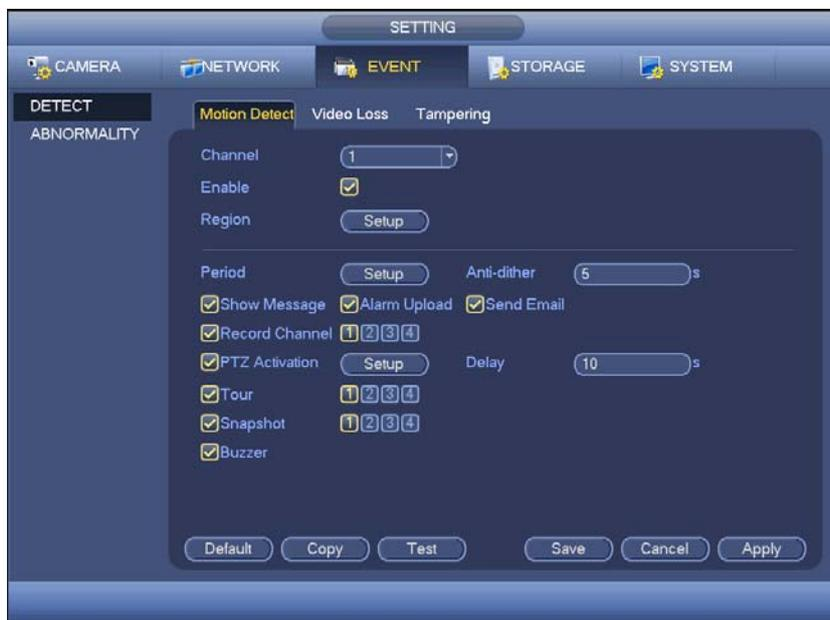 SETTING
CAMERA NETWORK EVENT STORAGE SYSTEM
DETECT
ABNORMALITY
Motion Detect Video Loss Tampering
Channel 1
Enable
Region Setup
Period Setup Anti-dither 5 s
Show Message Alarm Upload Send Email
Record Channel 1 2 3 4
PTZ Activation Setup Delay 10 s
Tour 1 2 3 4
Snapshot 1 2 3 4
Buzzer
Default Copy Test Save Cancel Apply